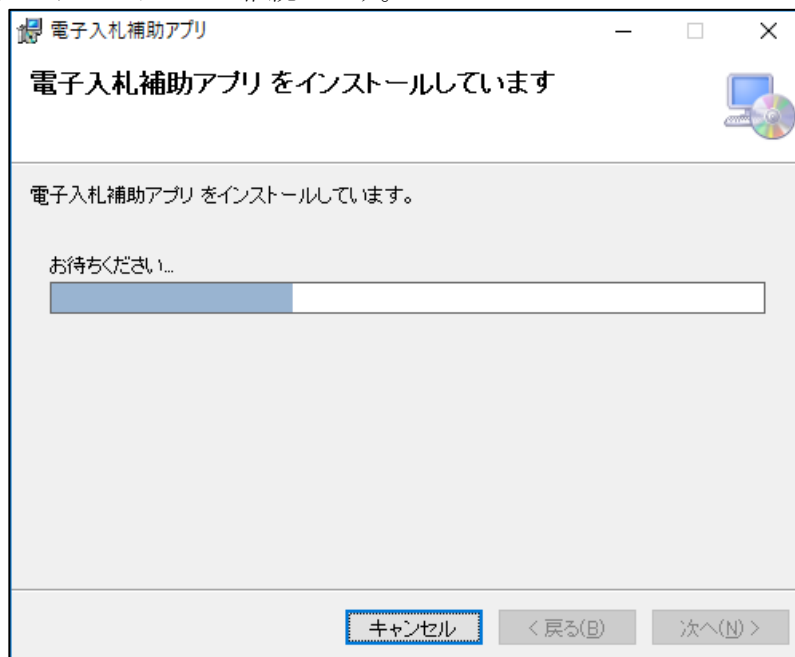 電子入札補助アプリ
電子入札補助アプリ をインストールしています
電子入札補助アプリ をインストールしています。
お待ちください...
キャンセル
< 戻る(B)
次へ(N) >